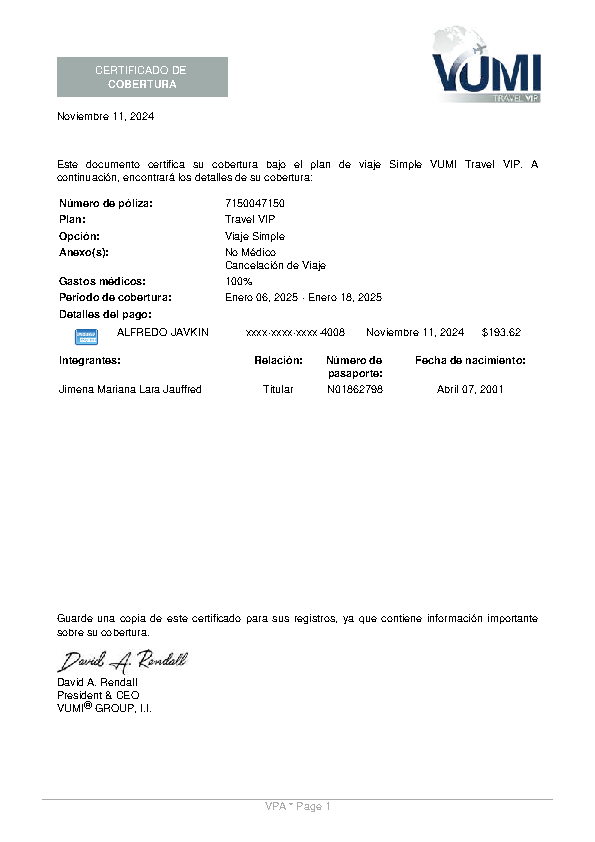 CERTIFICADO DE
COBERTURA
VUMI
TRAVEL VIP
Noviembre 11, 2024
Este documento certifica su cobertura bajo el plan de viaje Simple VUMI Travel VIP. A
continuación, encontrará los detalles de su cobertura:
Número de póliza: 7150047150
Plan: Travel VIP
Opción: Viaje Simple
Anexo(s): No Médico
Cancelación de Viaje
Gastos médicos: 100%
Período de cobertura: Enero 06, 2025 - Enero 18, 2025
Detalles del pago:
ALFREDO JAVKIN xxxx-xxxx-xxxx-4008 Noviembre 11, 2024 $193.62
Integrantes: Relación: Número de pasaporte: Fecha de nacimiento:
Jimena Mariana Lara Jauffred Titular N01862798 Abril 07, 2001
Guarde una copia de este certificado para sus registros, ya que contiene información importante
sobre su cobertura.
David A. Rendall
David A. Rendall
President & CEO
VUMI® GROUP, I.I.
VPA * Page 1